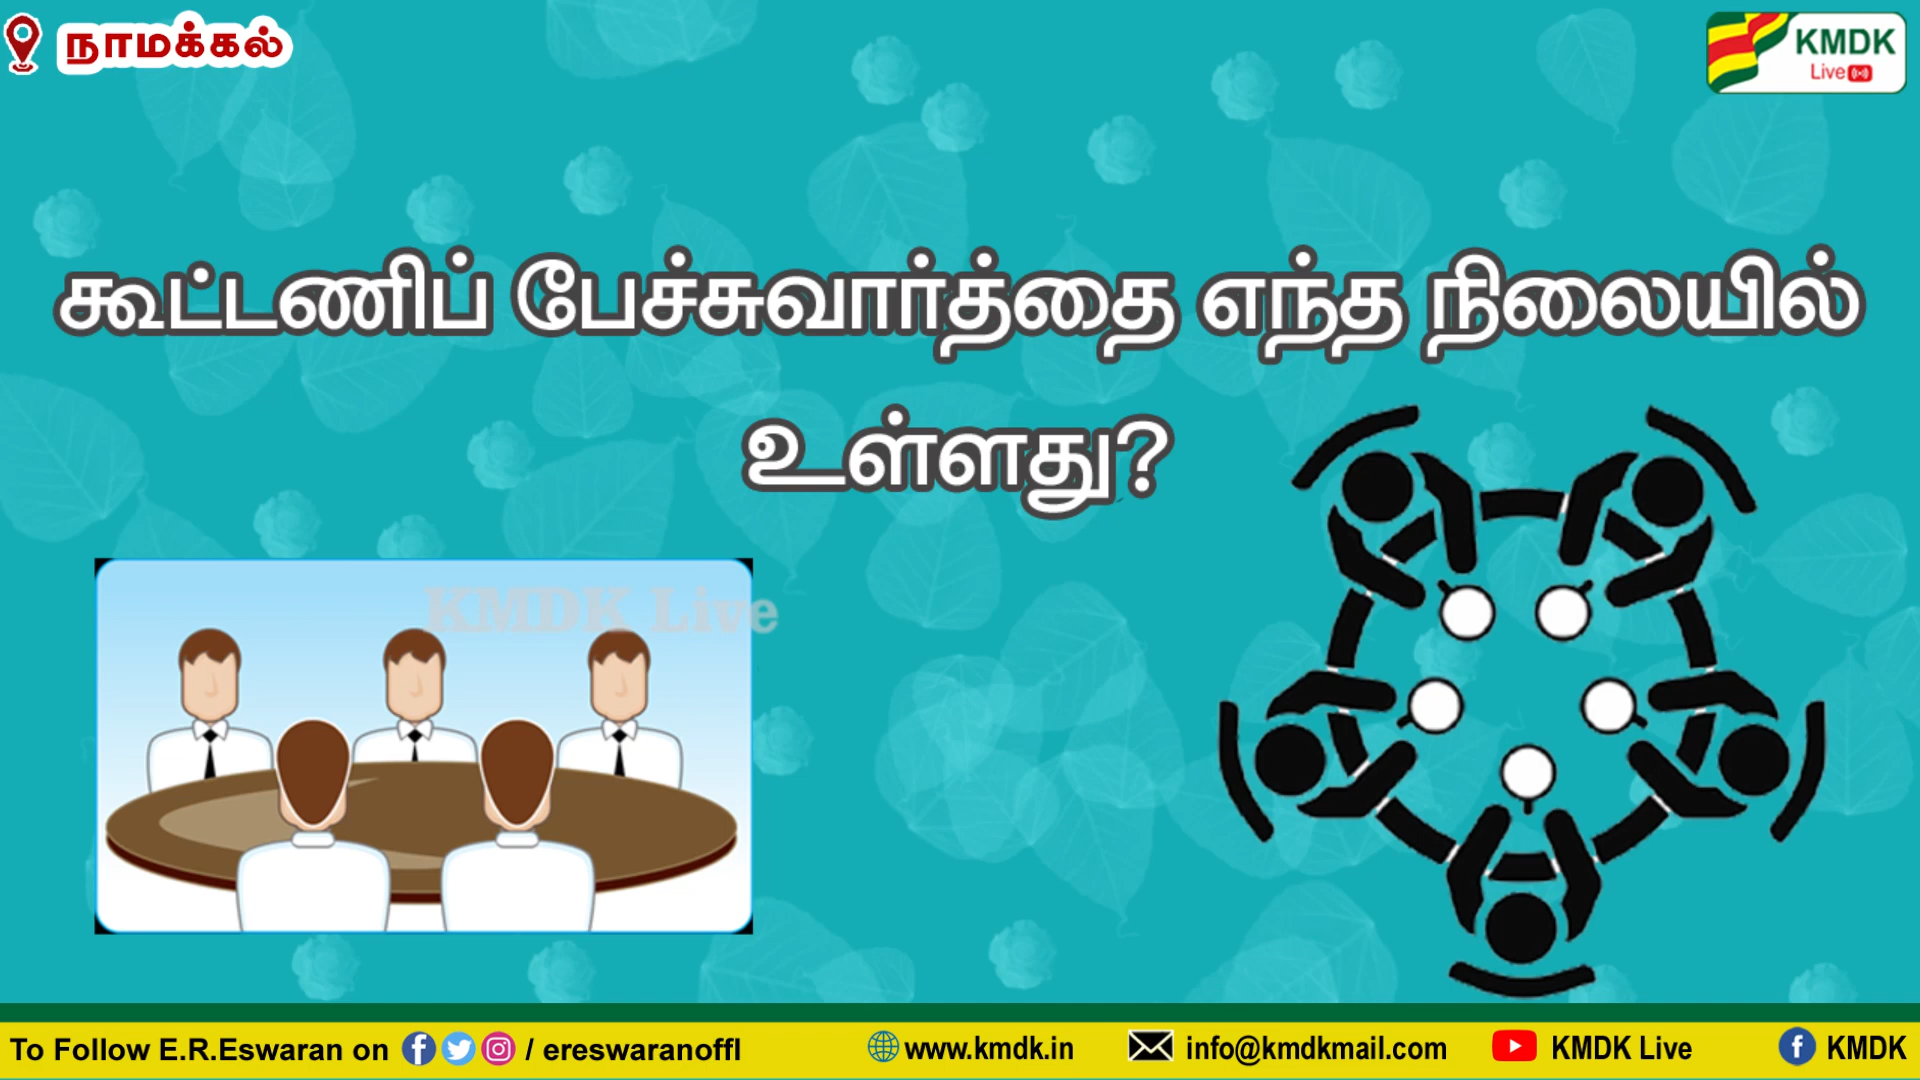 நாமக்கல்
KMDK
Live
கூட்டணிப் பேச்சுவார்த்தை எந்த நிலையில்
உள்ளது?
KMDK Live
To Follow E.R.Eswaran on / ereswaranoffl www.kmdk.in info@kmdkmail.com KMDK Live KMDK